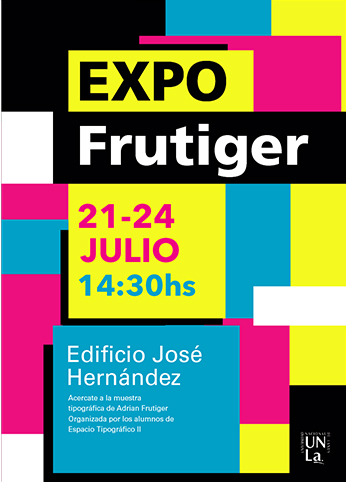 EXPO
Frutiger
21-24
JULIO
14:30hs
Edificio José
Hernández
Acercate a la muestra
tipográfica de Adrian Frutiger
Organizada por los alumnos de
Espacio Tipográfico II
UN
La